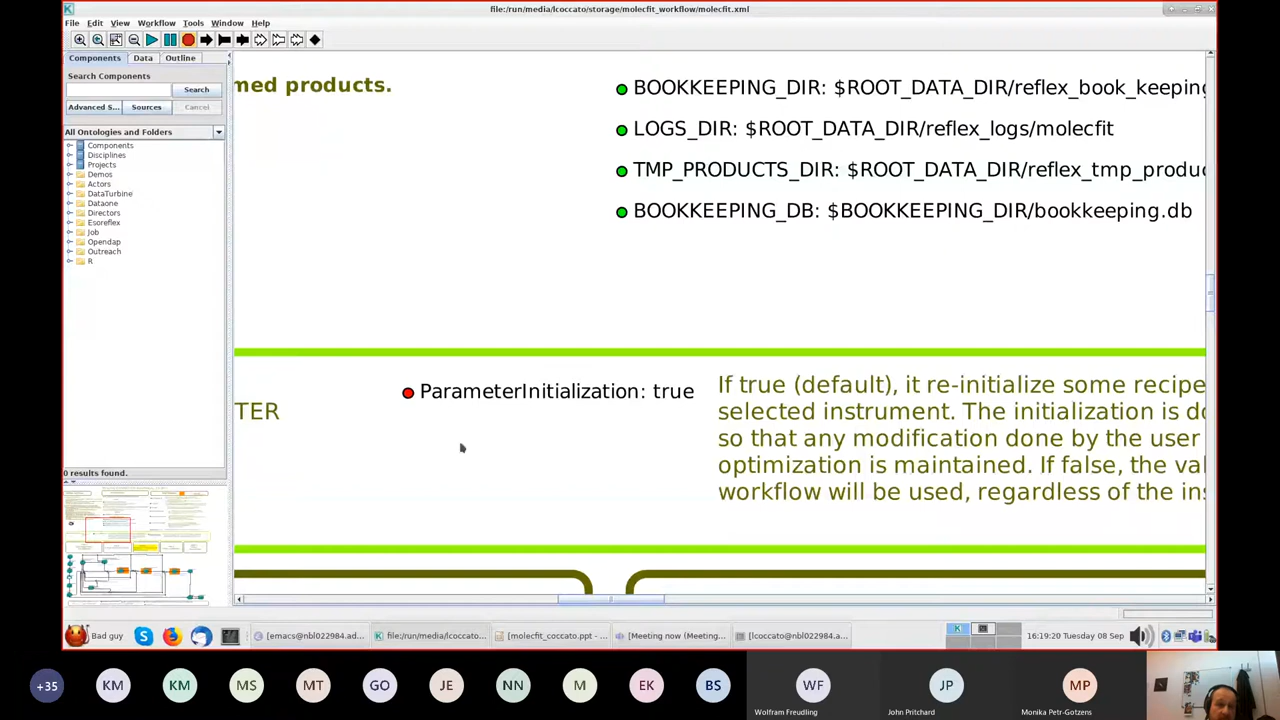 file:/run/media/lcoccato/storage/molecfit_workflow/molecfit.xml
File Edit View Workflow Tools Window Help
Components Data Outline
Search Components
Search
Advanced S... Sources Cancel
All Ontologies and Folders
Components
Disciplines
Projects
Demos
Actors
DataTurbine
Dataone
Directors
Esoreflex
Job
Opendap
Outreach
R
0 results found.
med products.
BOOKKEEPING_DIR: $ROOT_DATA_DIR/reflex_book_keeping
LOGS_DIR: $ROOT_DATA_DIR/reflex_logs/molecfit
TMP_PRODUCTS_DIR: $ROOT_DATA_DIR/reflex_tmp_produc
BOOKKEEPING_DB: $BOOKKEEPING_DIR/bookkeeping.db
TER
ParameterInitialization: true
If true (default), it re-initialize some recipe
selected instrument. The initialization is do
so that any modification done by the user
optimization is maintained. If false, the val
workflow will be used, regardless of the ins
Bad guy
[emacs@nbl022984.ad...
file:/run/media/lcoccato...
[molecfit_coccato.ppt - ...
[Meeting now (Meeting...
[lcoccato@nbl022984.a...
16:19:20 Tuesday 08 Sep
+35 KM KM MS MT GO JE NN M EK BS WF JP MP
Wolfram Freudling John Pritchard Monika Petr-Gotzens